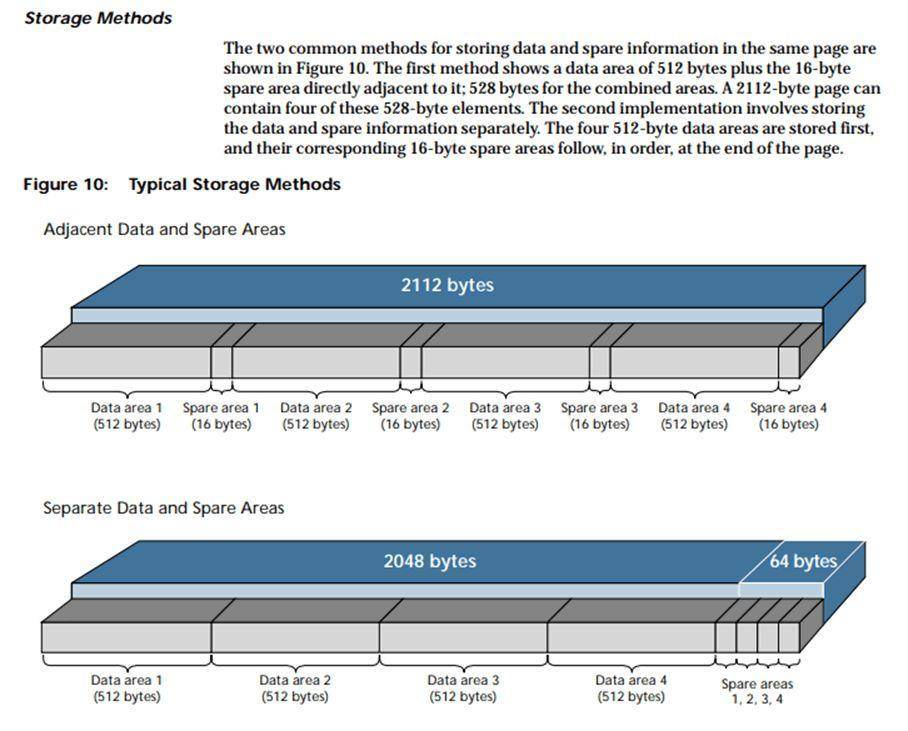 Storage Methods
The two common methods for storing data and spare information in the same page are
shown in Figure 10. The first method shows a data area of 512 bytes plus the 16-byte
spare area directly adjacent to it; 528 bytes for the combined areas. A 2112-byte page can
contain four of these 528-byte elements. The second implementation involves storing
the data and spare information separately. The four 512-byte data areas are stored first,
and their corresponding 16-byte spare areas follow, in order, at the end of the page.
Figure 10: Typical Storage Methods
Adjacent Data and Spare Areas
2112 bytes
Data area 1 Spare area 1 Data area 2 Spare area 2 Data area 3 Spare area 3 Data area 4 Spare area 4
(512 bytes) (16 bytes) (512 bytes) (16 bytes) (512 bytes) (16 bytes) (512 bytes) (16 bytes)
Separate Data and Spare Areas
2048 bytes 64 bytes
Data area 1 Data area 2 Data area 3 Data area 4 Spare areas
(512 bytes) (512 bytes) (512 bytes) (512 bytes) 1, 2, 3, 4